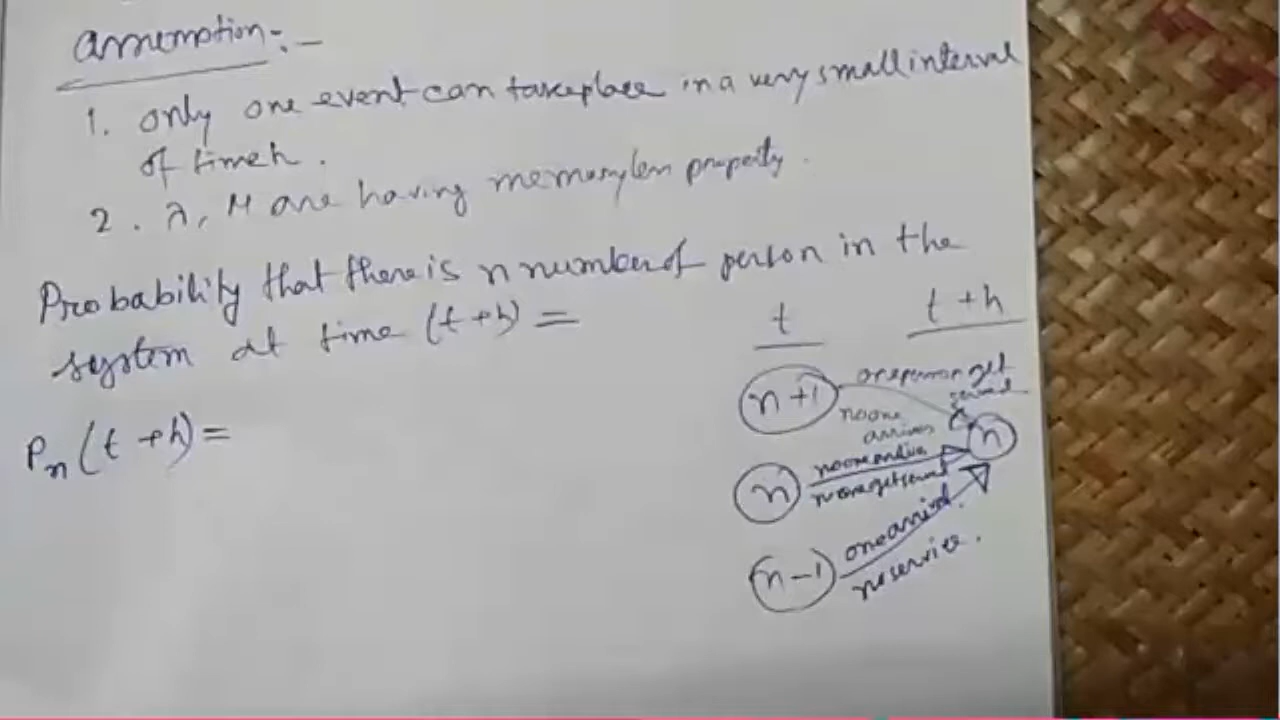 assumption:-
1. only one event can take place in a very small interval
of time h.
2. λ, μ are having memoryless property.
Probability that there is n number of person in the
system at time (t+h) =
Pn(t+h)=
t
t+h
n+1
one person get
served
no one
arrives
n
n
no one arrive
no one get served
n-1
one arrived.
no service.